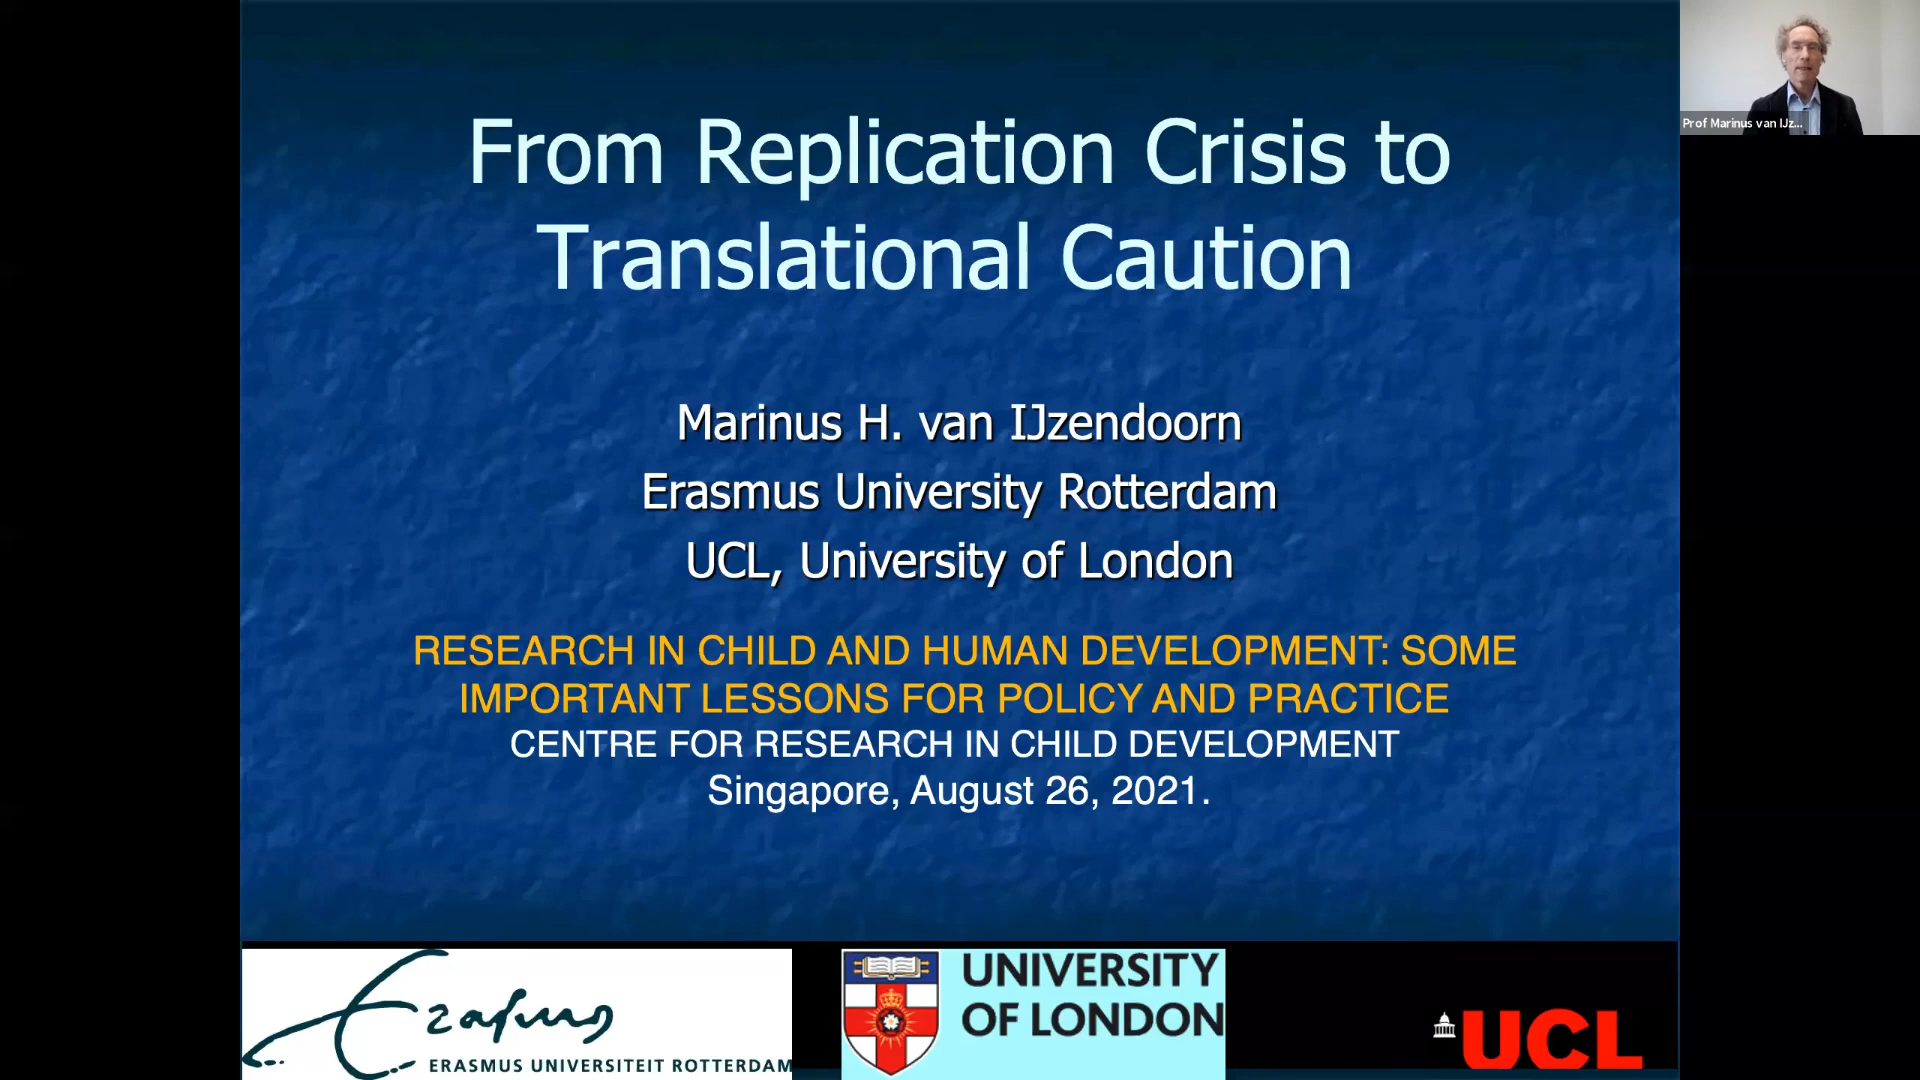 From Replication Crisis to
Translational Caution
Marinus H. van IJzendoorn
Erasmus University Rotterdam
UCL, University of London
RESEARCH IN CHILD AND HUMAN DEVELOPMENT: SOME
IMPORTANT LESSONS FOR POLICY AND PRACTICE
CENTRE FOR RESEARCH IN CHILD DEVELOPMENT
Singapore, August 26, 2021.
Prof Marinus van IJz...
Erasmus
ERASMUS UNIVERSITEIT ROTTERDAM
UNIVERSITY
OF LONDON
UCL